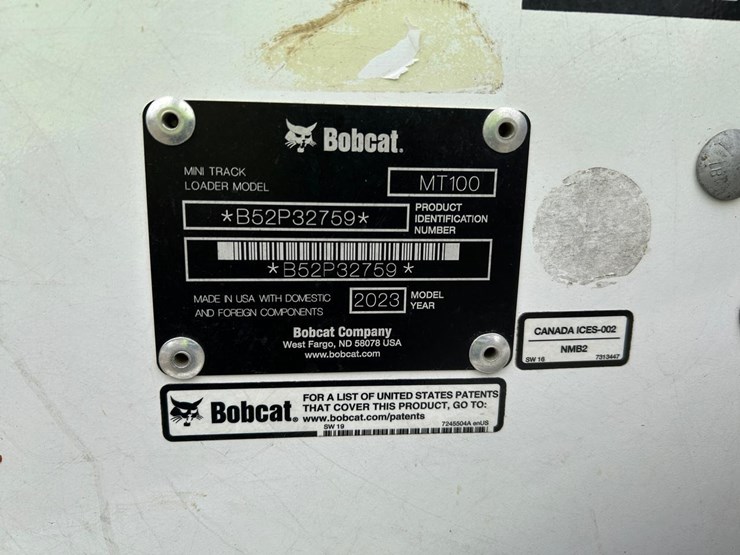 Bobcat.
MINI TRACK
LOADER MODEL
MT100
*B52P32759*
PRODUCT
IDENTIFICATION
NUMBER
*B52P32759*
MADE IN USA WITH DOMESTIC
AND FOREIGN COMPONENTS
2023
MODEL
YEAR
Bobcat Company
West Fargo, ND 58078 USA
www.bobcat.com
CANADA ICES-002
NMB2
SW 16 7313447
Bobcat®
FOR A LIST OF UNITED STATES PATENTS
THAT COVER THIS PRODUCT, GO TO:
www.bobcat.com/patents
SW 19 7245504A enUS